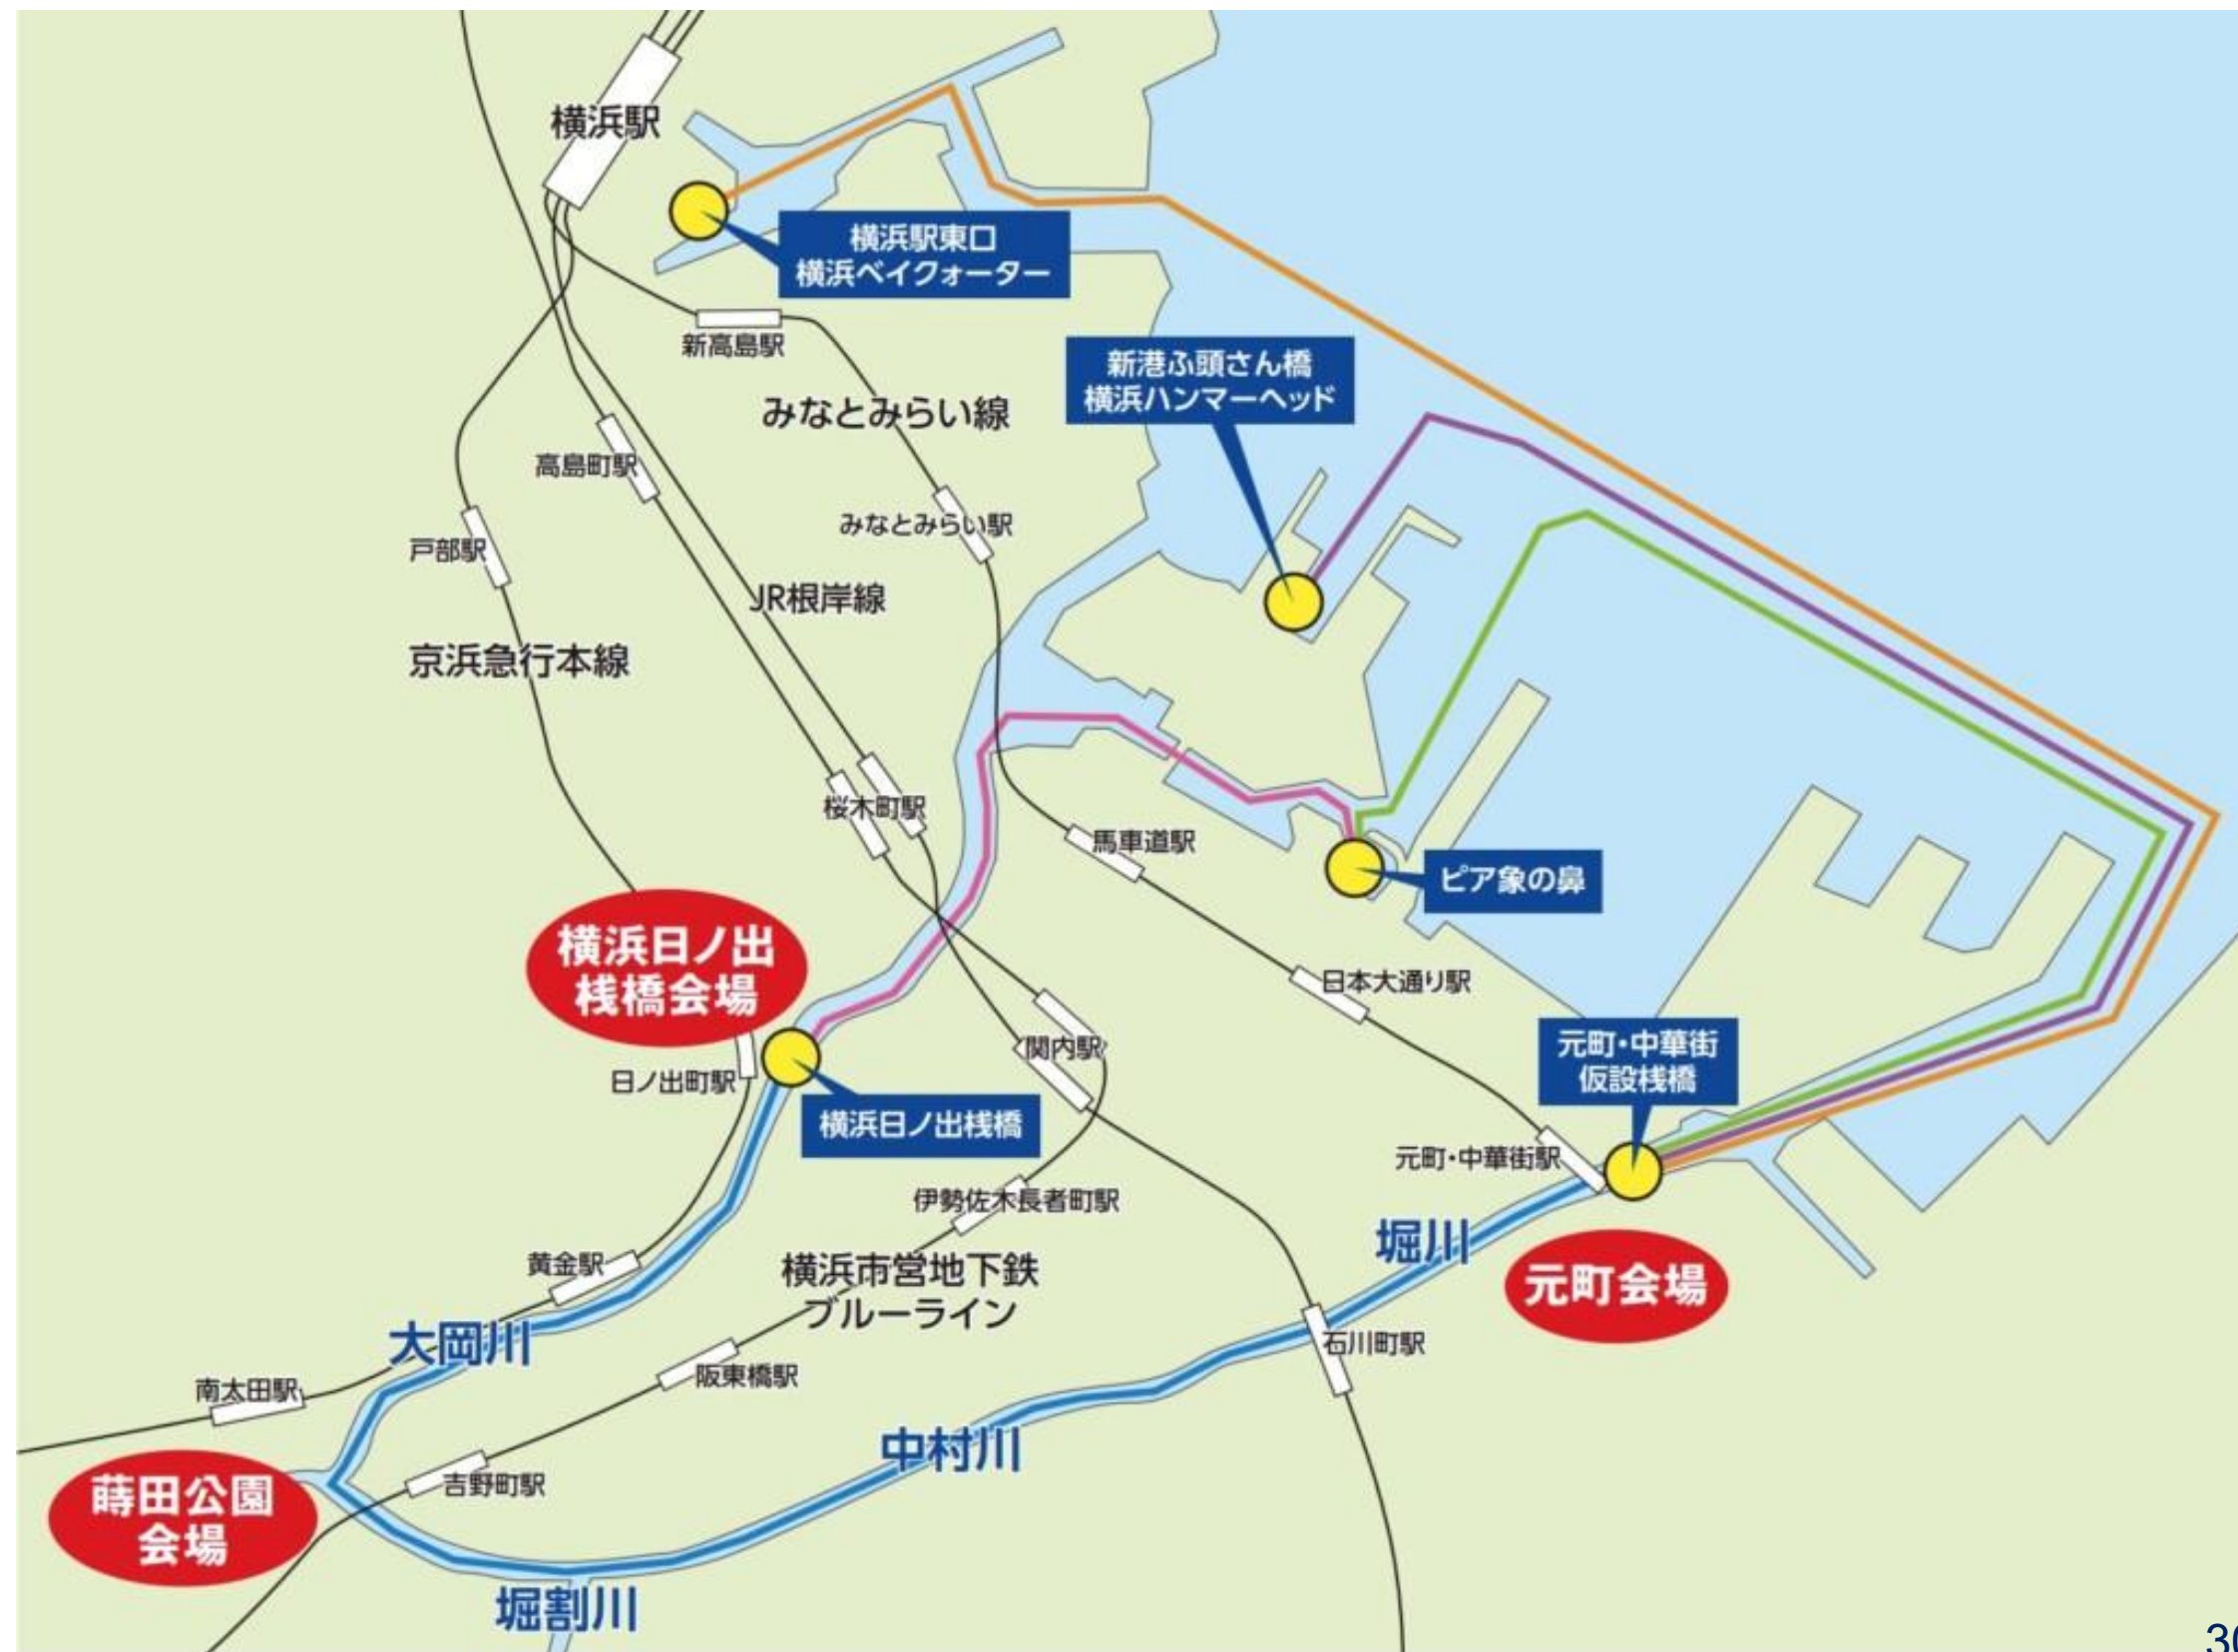 横浜駅
横浜駅東口
横浜ベイクォーター
新高島駅
新港ふ頭さん橋
横浜ハンマーヘッド
みなとみらい線
高島町駅
みなとみらい駅
戸部駅
JR根岸線
京浜急行本線
桜木町駅
馬車道駅
ピア象の鼻
横浜日ノ出
桟橋会場
日本大通り駅
関内駅
元町・中華街
仮設桟橋
日ノ出町駅
横浜日ノ出桟橋
元町・中華街駅
伊勢佐木長者町駅
堀川
黄金駅
横浜市営地下鉄
ブルーライン
元町会場
大岡川
石川町駅
阪東橋駅
南太田駅
中村川
吉野町駅
蒔田公園
会場
堀割川